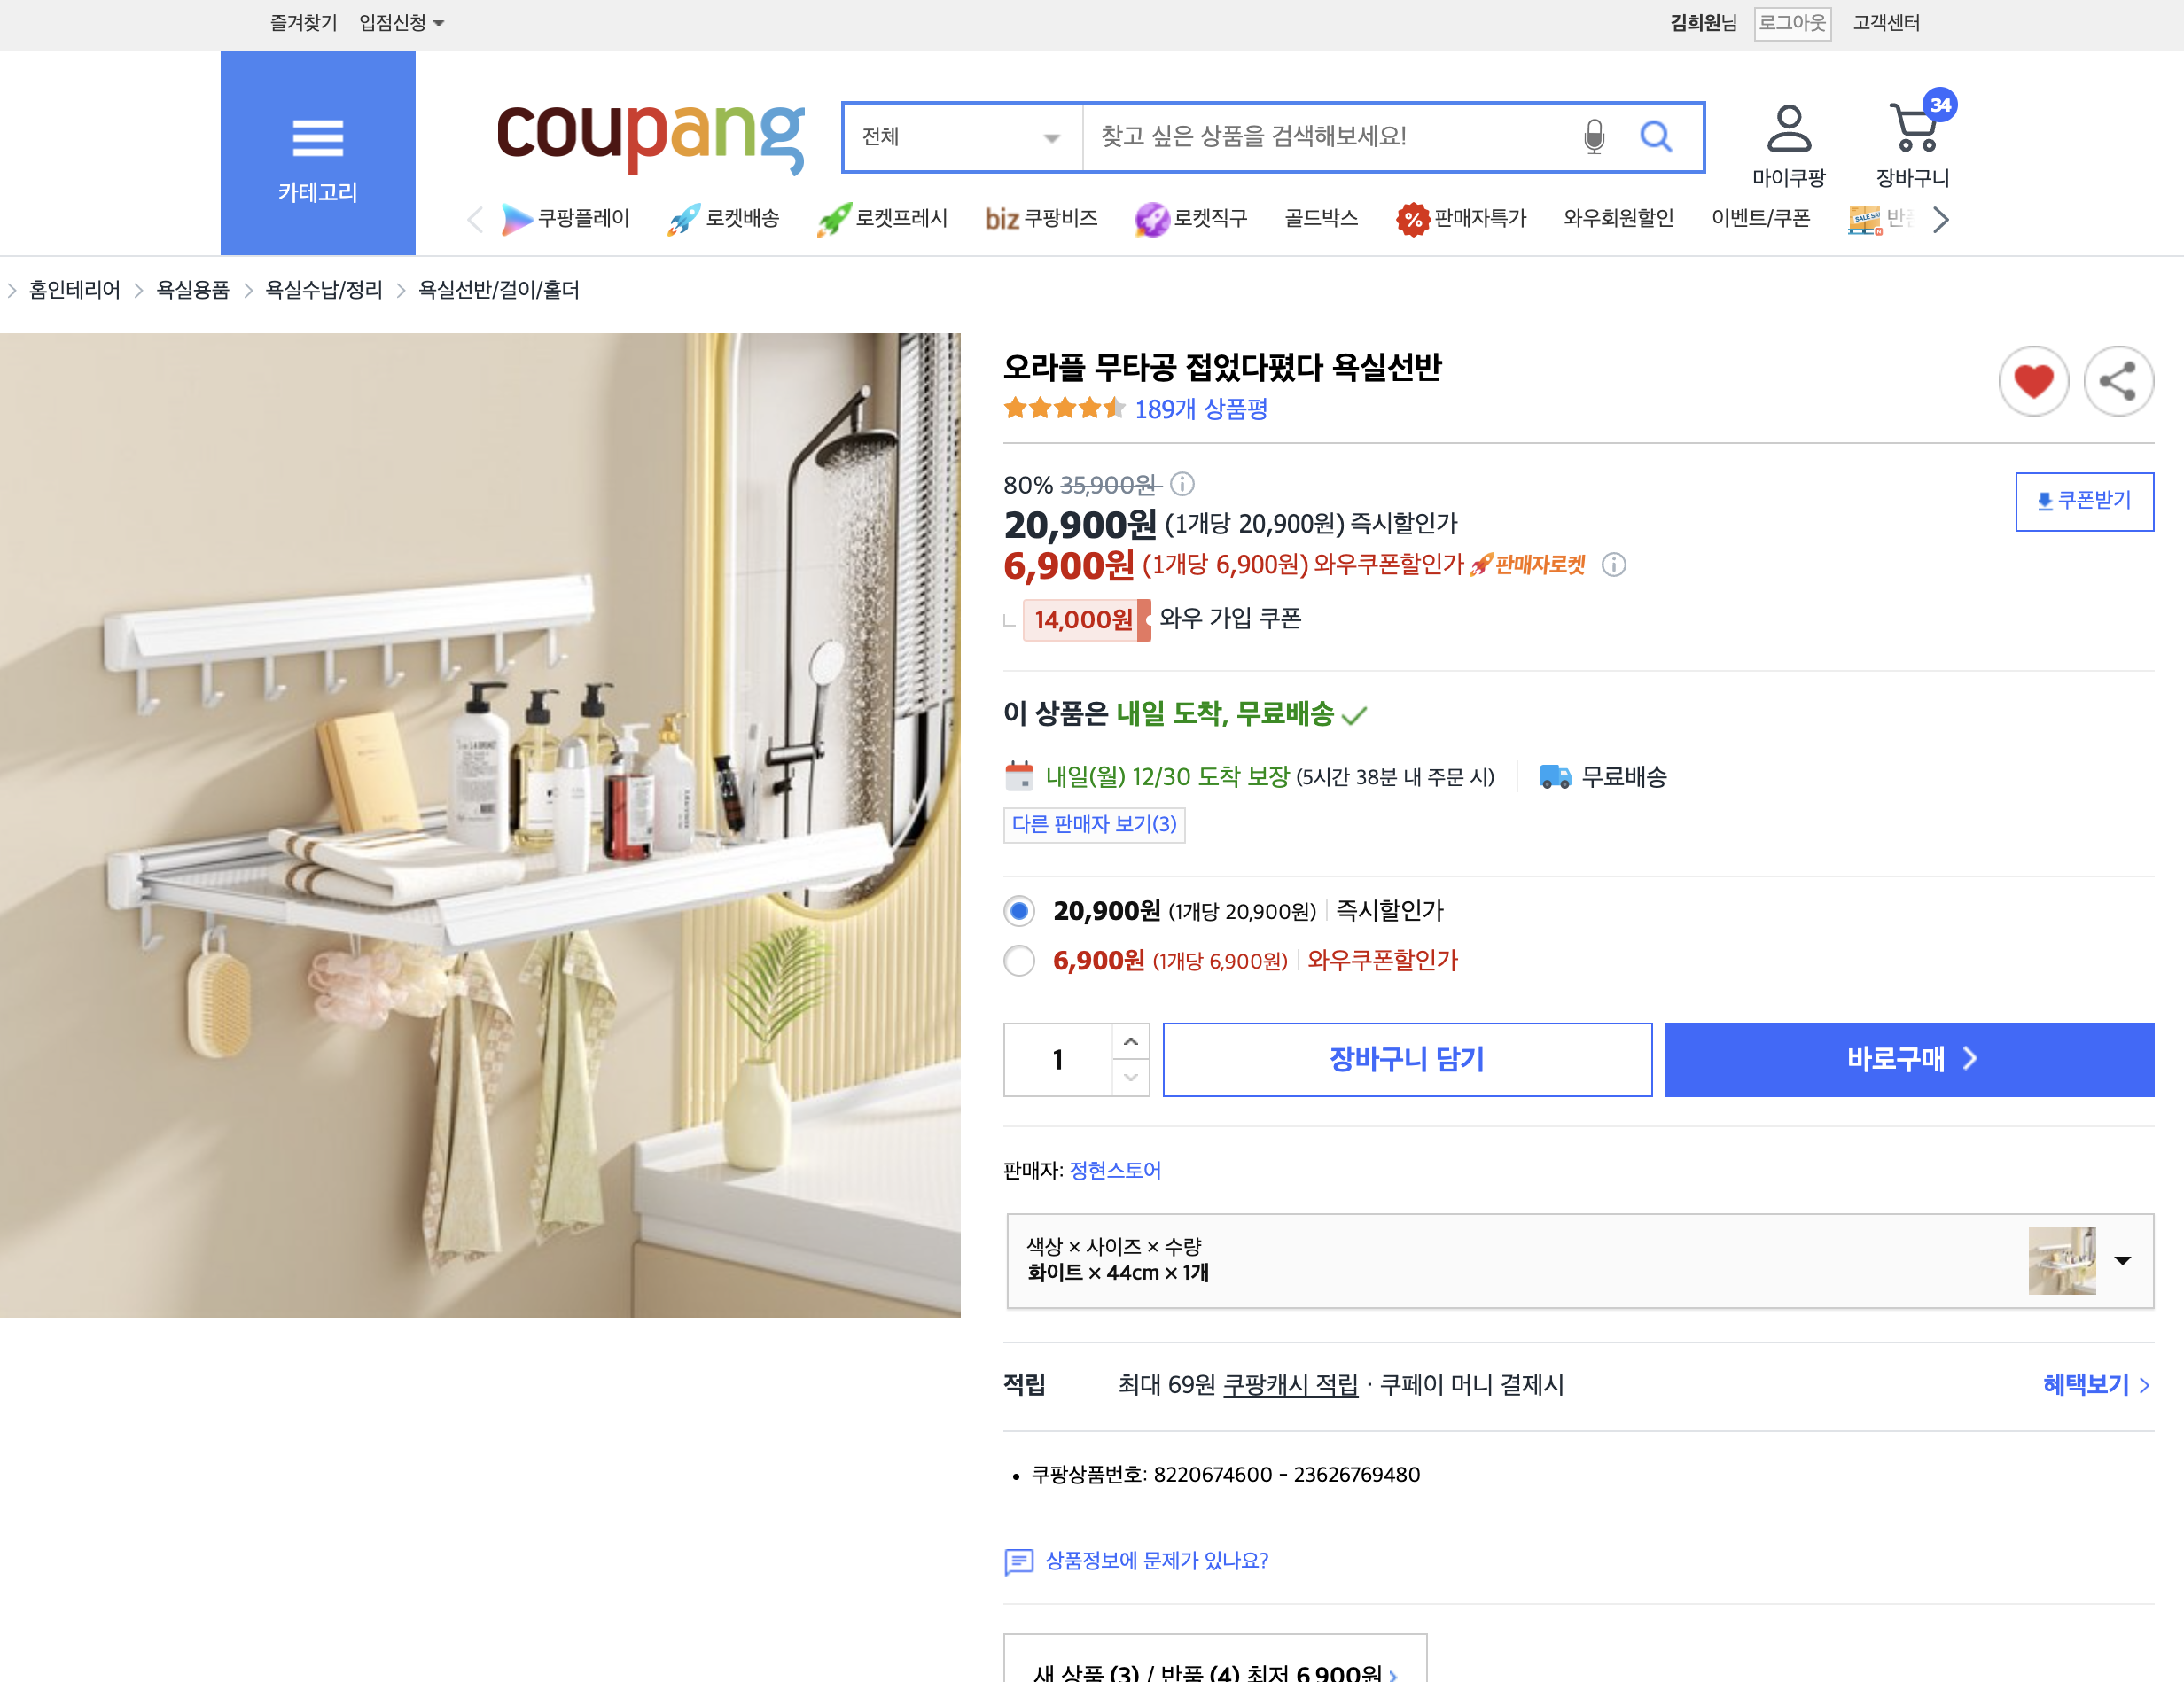 즐겨찾기 입점신청
김희원님 로그아웃 고객센터
카테고리
coupang
전체 찾고 싶은 상품을 검색해보세요!
마이쿠팡
34
장바구니
쿠팡플레이 로켓배송 로켓프레시 biz 쿠팡비즈 로켓직구 골드박스 % 판매자특가 와우회원할인 이벤트/쿠폰
홈인테리어 > 욕실용품 > 욕실수납/정리 > 욕실선반/걸이/홀더
오라플 무타공 접었다폈다 욕실선반
189개 상품평
80% 35,900원
쿠폰받기
20,900원 (1개당 20,900원) 즉시할인가
6,900원 (1개당 6,900원) 와우쿠폰할인가 판매자로켓
14,000원 와우 가입 쿠폰
이 상품은 내일 도착, 무료배송
내일(월) 12/30 도착 보장 (5시간 38분 내 주문 시) 무료배송
다른 판매자 보기(3)
20,900원 (1개당 20,900원) 즉시할인가
6,900원 (1개당 6,900원) 와우쿠폰할인가
1 장바구니 담기 바로구매 >
판매자: 정현스토어
색상 × 사이즈 × 수량
화이트 × 44cm × 1개
적립 최대 69원 쿠팡캐시 적립 · 쿠페이 머니 결제시 혜택보기 >
• 쿠팡상품번호: 8220674600 - 23626769480
상품정보에 문제가 있나요?
새 상품 (3) / 반품 (4) 최저 6,900원 >